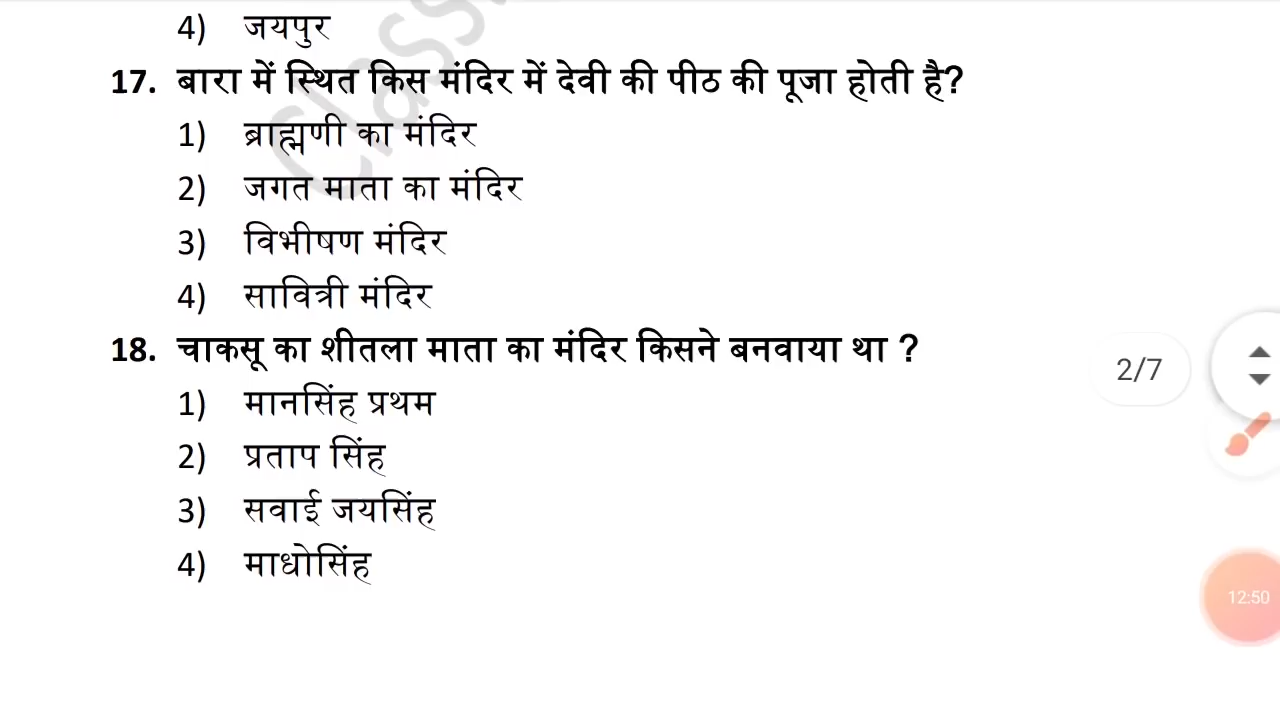 4) जयपुर
17. बारा में स्थित किस मंदिर में देवी की पीठ की पूजा होती है?
1) ब्राह्मणी का मंदिर
2) जगत माता का मंदिर
3) विभीषण मंदिर
4) सावित्री मंदिर
18. चाकसू का शीतला माता का मंदिर किसने बनवाया था ?
1) मानसिंह प्रथम
2) प्रताप सिंह
3) सवाई जयसिंह
4) माधोसिंह
2/7
12:50
Class